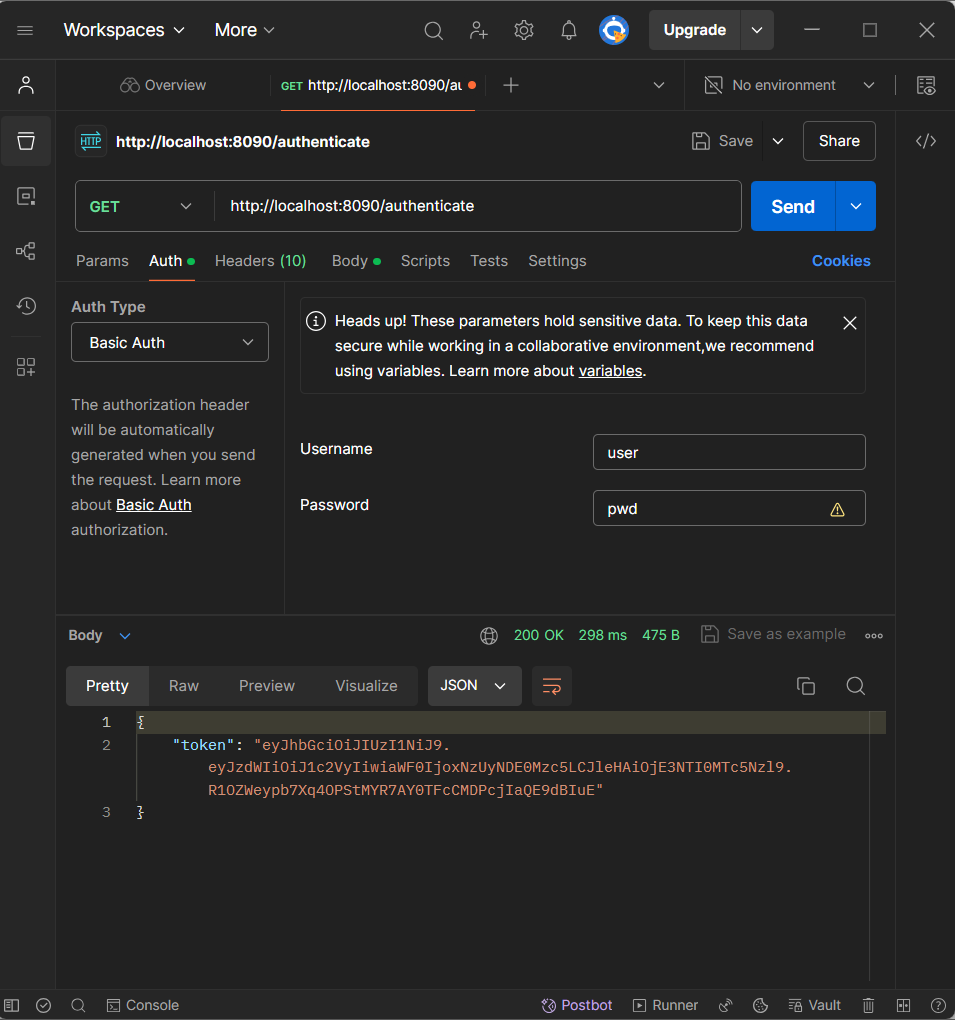 Workspaces More Upgrade
Overview GET http://localhost:8090/au No environment
HTTP http://localhost:8090/authenticate Save Share
GET http://localhost:8090/authenticate Send
Params Auth Headers (10) Body Scripts Tests Settings Cookies
Auth Type
Basic Auth
The authorization header
will be automatically
generated when you send
the request. Learn more
about Basic Auth
authorization.
Heads up! These parameters hold sensitive data. To keep this data
secure while working in a collaborative environment,we recommend
using variables. Learn more about variables.
Username user
Password pwd
Body 200 OK 298 ms 475 B Save as example
Pretty Raw Preview Visualize JSON
1 {
2 "token": "eyJhbGciOiJIUzI1NiJ9.
eyJzdWIiOiJ1c2VyIiwiaWF0IjoxNzUyNDE0Mzc5LCJleHAiOjE3NTI0MTc5Nzl9.
R1OZWeypb7Xq4OPStMYR7AY0TFcCMDPcjIaQE9dBIuE"
3 }
Console Postbot Runner Vault